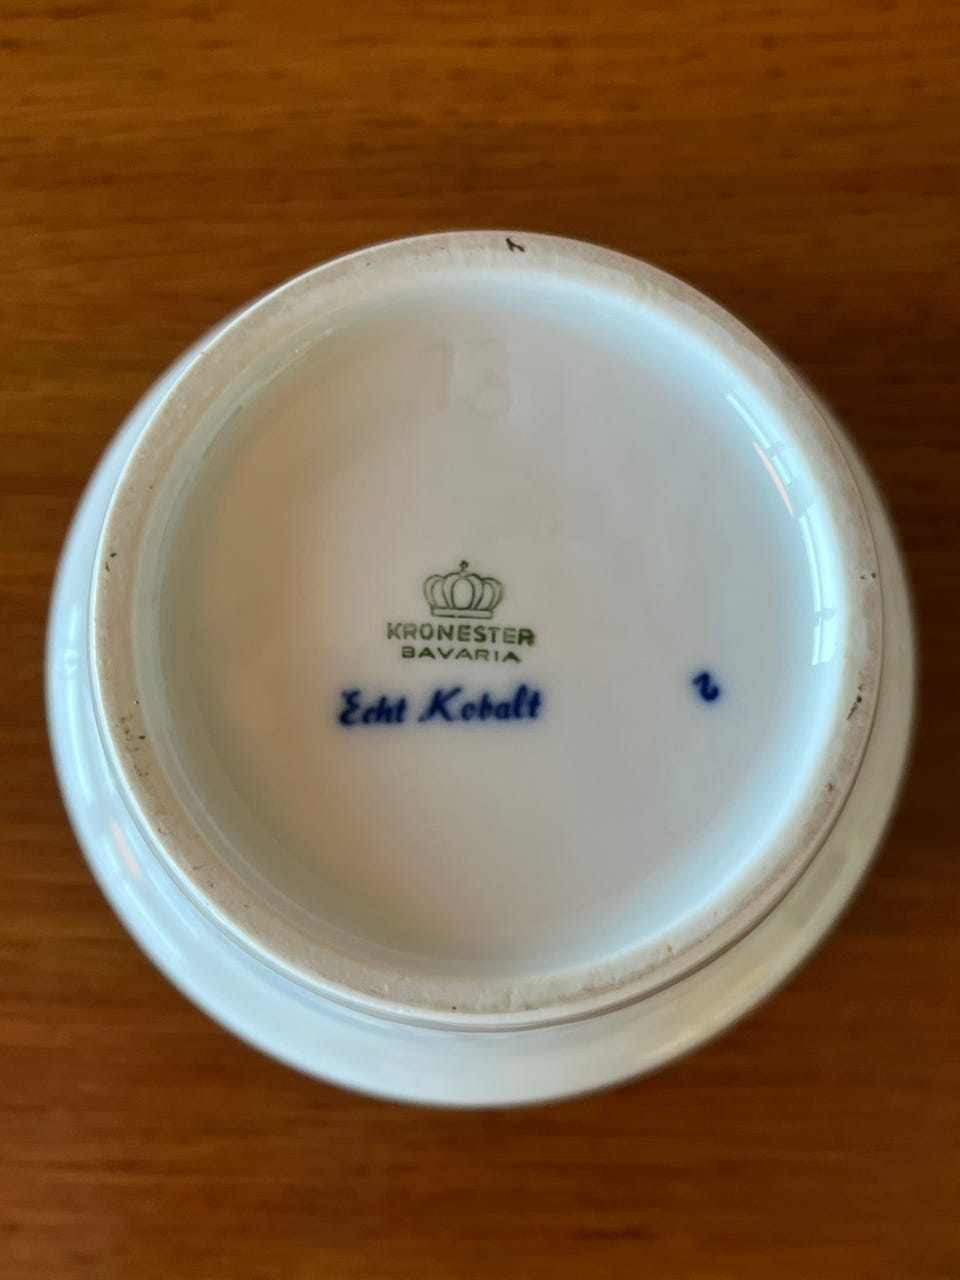 13
KRONESTER
BAVARIA
Echt Kobalt
2